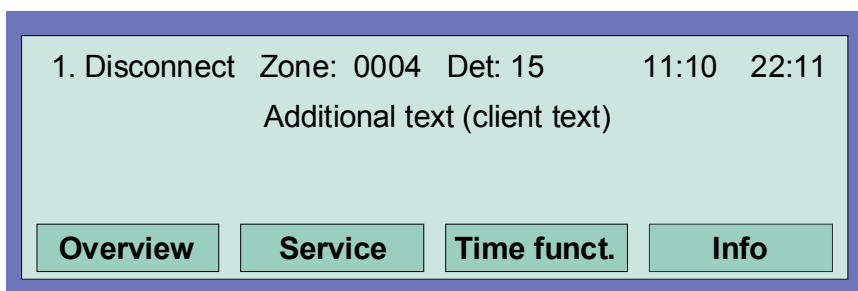 1. Disconnect Zone: 0004 Det: 15 11:10 22:11
Additional text (client text)
Overview Service Time funct. Info